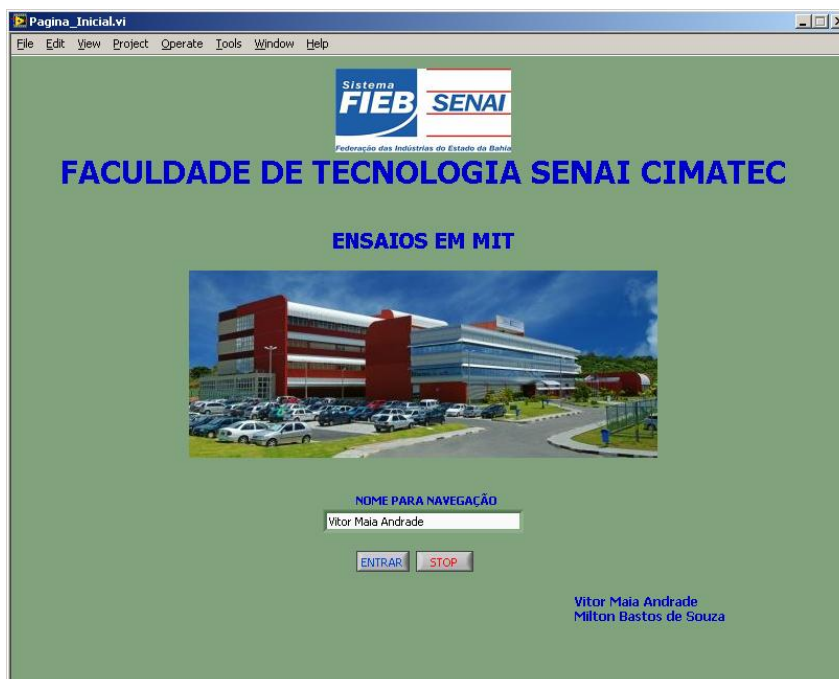 Pagina_Inicial.vi
File Edit View Project Operate Tools Window Help
Sistema
FIEB SENAI
Federação das Indústrias do Estado da Bahia
FACULDADE DE TECNOLOGIA SENAI CIMATEC
ENSAIOS EM MIT
NOME PARA NAVEGAÇÃO
Vitor Maia Andrade
ENTRAR STOP
Vitor Maia Andrade
Milton Bastos de Souza